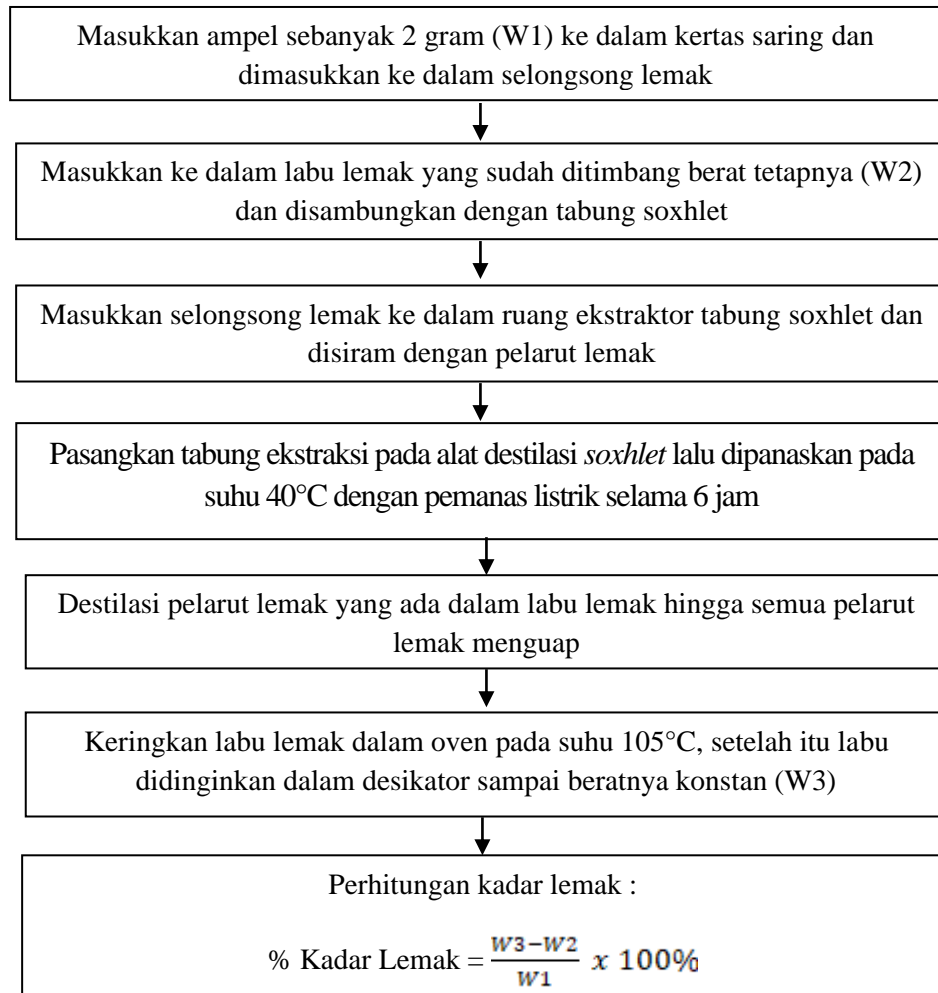 Masukkan ampel sebanyak 2 gram (W1) ke dalam kertas saring dan
dimasukkan ke dalam selongsong lemak
Masukkan ke dalam labu lemak yang sudah ditimbang berat tetapnya (W2)
dan disambungkan dengan tabung soxhlet
Masukkan selongsong lemak ke dalam ruang ekstraktor tabung soxhlet dan
disiram dengan pelarut lemak
Pasangkan tabung ekstraksi pada alat destilasi soxhlet lalu dipanaskan pada
suhu 40°C dengan pemanas listrik selama 6 jam
Destilasi pelarut lemak yang ada dalam labu lemak hingga semua pelarut
lemak menguap
Keringkan labu lemak dalam oven pada suhu 105°C, setelah itu labu
didinginkan dalam desikator sampai beratnya konstan (W3)
Perhitungan kadar lemak :
% Kadar Lemak = \frac{W3-W2}{W1} x 100%